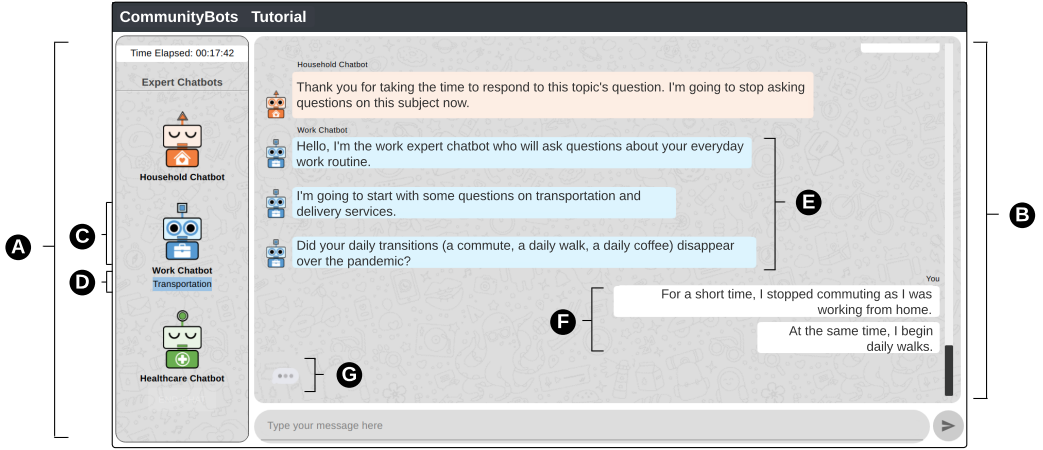 CommunityBots Tutorial
Time Elapsed: 00:17:42
Expert Chatbots
Household Chatbot
Work Chatbot
Transportation
Healthcare Chatbot
A
C
D
Household Chatbot
Thank you for taking the time to respond to this topic's question. I'm going to stop asking
questions on this subject now.
Work Chatbot
Hello, I'm the work expert chatbot who will ask questions about your everyday
work routine.
I'm going to start with some questions on transportation and
delivery services.
Did your daily transitions (a commute, a daily walk, a daily coffee) disappear
over the pandemic?
E
B
You
For a short time, I stopped commuting as I was
working from home.
At the same time, I begin
daily walks.
F
G
Type your message here